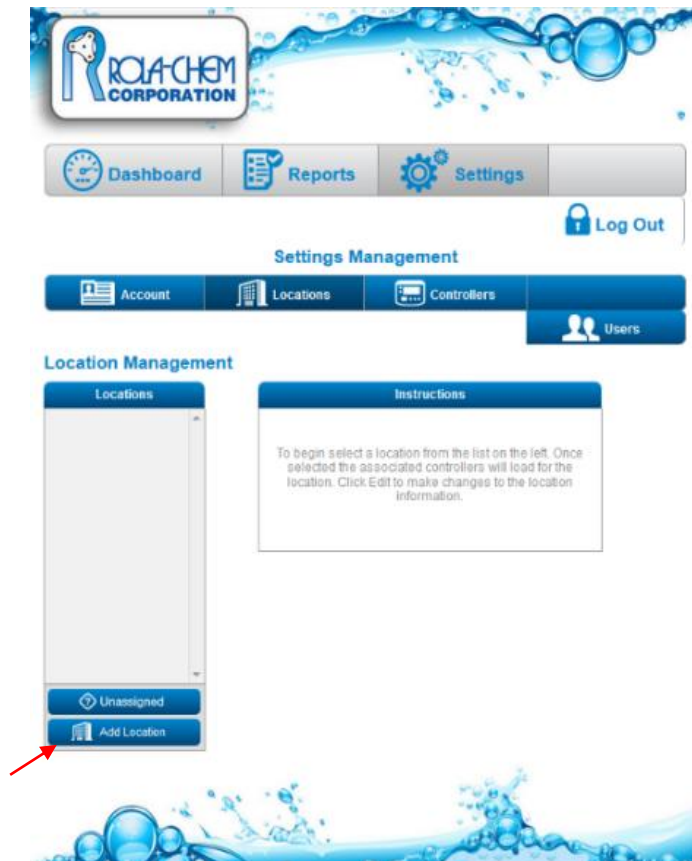 ROLA-CHEM
CORPORATION
Dashboard
Reports
Settings
Log Out
Settings Management
Account
Locations
Controllers
Users
Location Management
Locations
Instructions
To begin select a location from the list on the left. Once
selected the associated controllers will load for the
location. Click Edit to make changes to the location
information.
Unassigned
Add Location